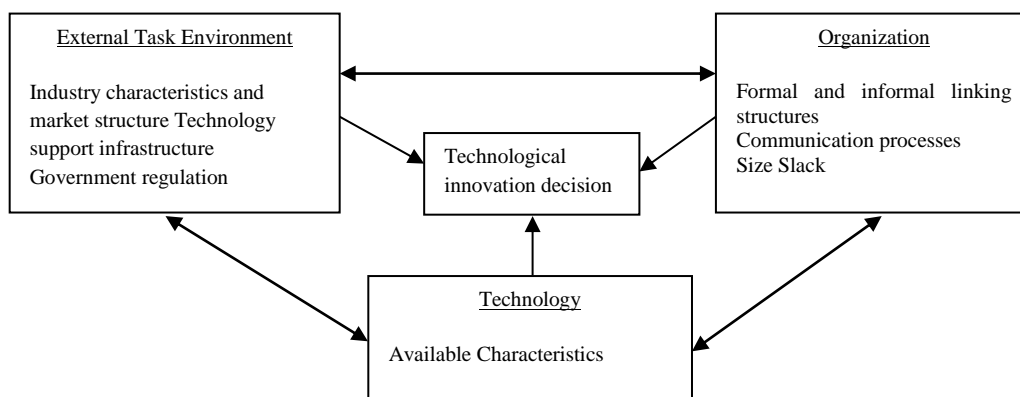 External Task Environment
Industry characteristics and
market structure Technology
support infrastructure
Government regulation
Organization
Formal and informal linking
structures
Communication processes
Size Slack
Technological
innovation decision
Technology
Available Characteristics